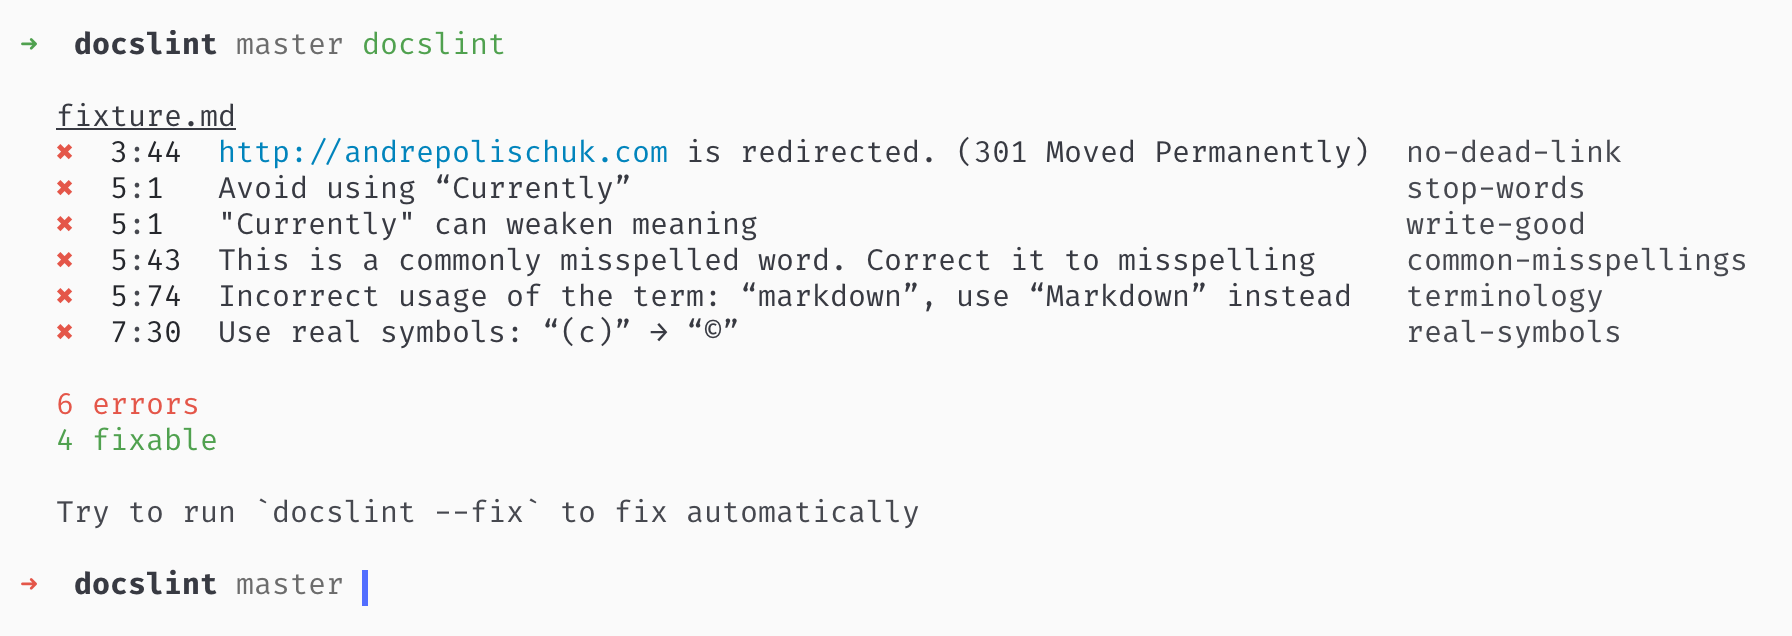 ➜  docslint master docslint
fixture.md
✖  3:44  http://andrepolischuk.com is redirected. (301 Moved Permanently)  no-dead-link
✖  5:1   Avoid using “Currently”  stop-words
✖  5:1   "Currently" can weaken meaning  write-good
✖  5:43  This is a commonly misspelled word. Correct it to misspelling  common-misspellings
✖  5:74  Incorrect usage of the term: “markdown”, use “Markdown” instead  terminology
✖  7:30  Use real symbols: “(c)” → “©”  real-symbols
6 errors
4 fixable
Try to run `docslint --fix` to fix automatically
➜  docslint master